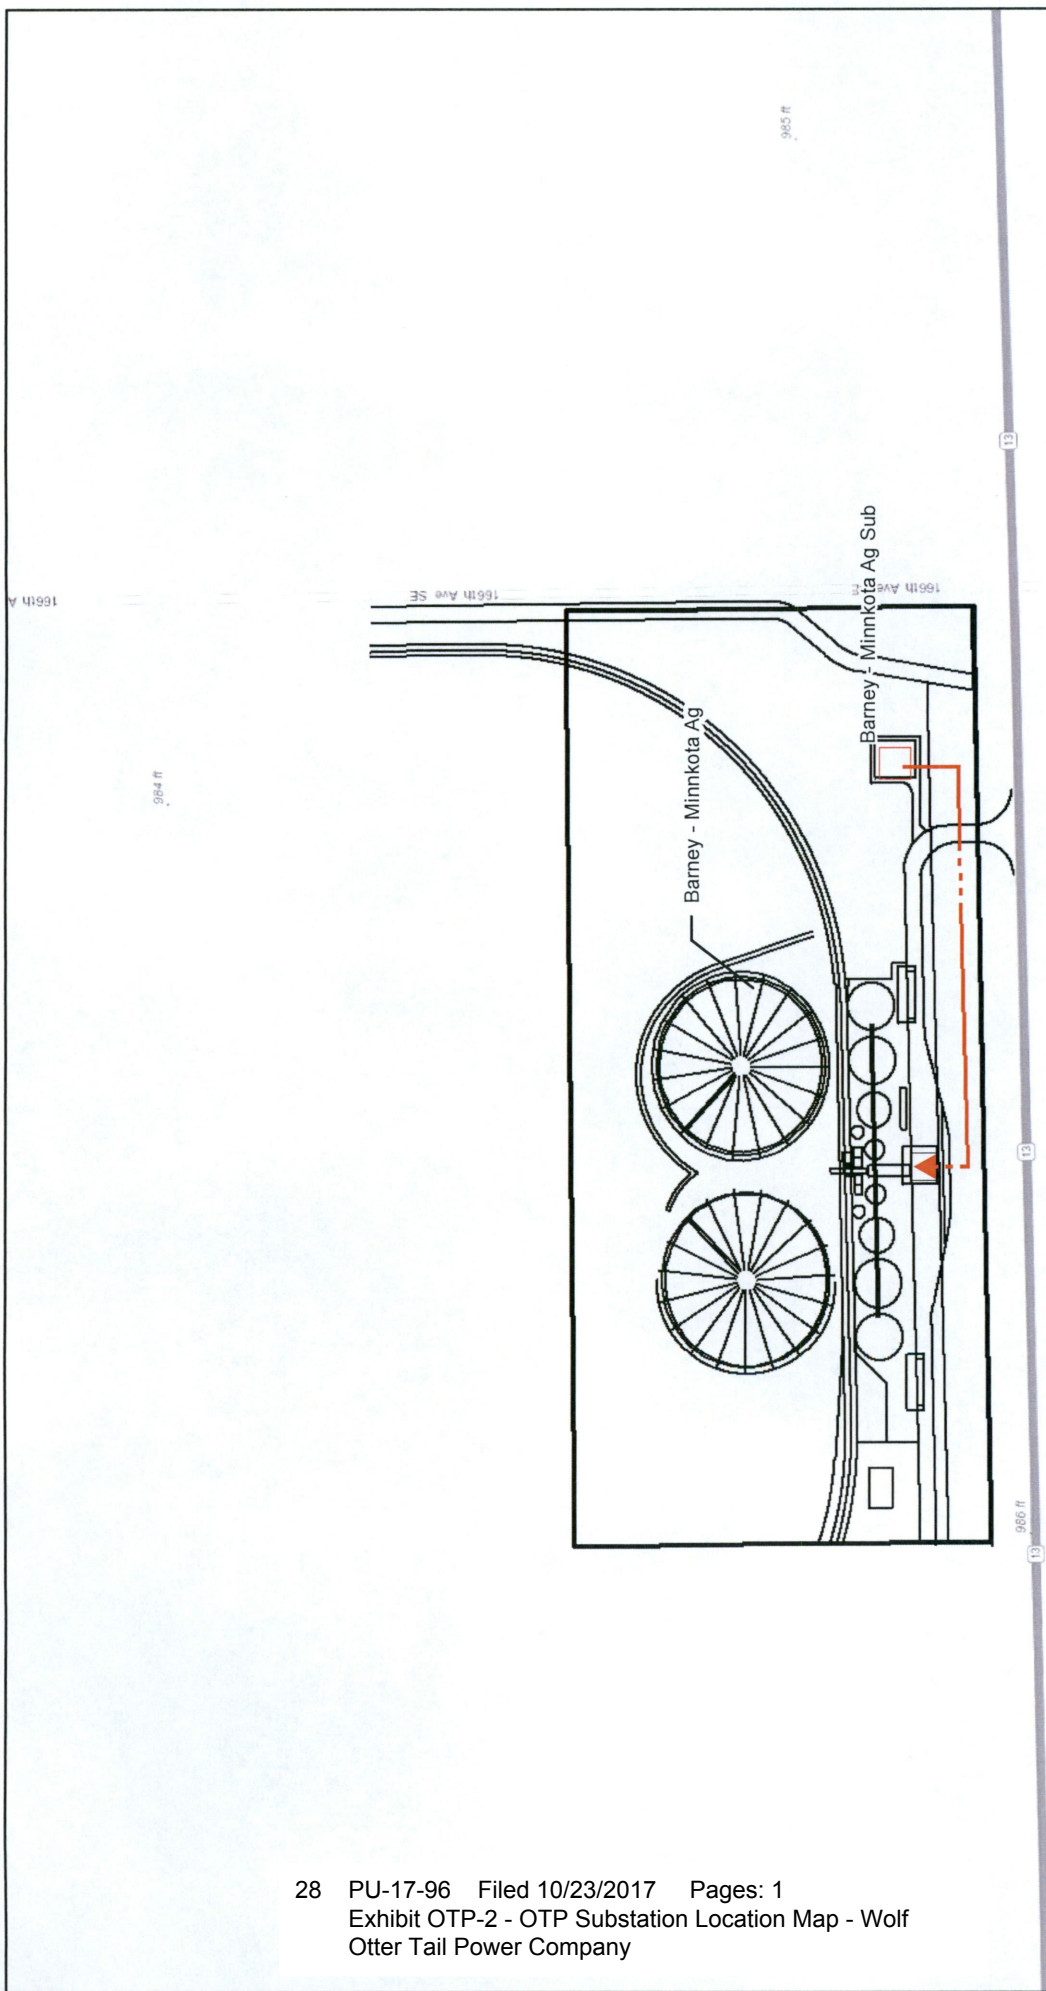 985 ft
13
166th A
166th Ave SE
166th Ave
Barney - Minnkota Ag Sub
Barney - Minnkota Ag
984 ft
13
986 ft
13
28 PU-17-96 Filed 10/23/2017 Pages: 1
Exhibit OTP-2 - OTP Substation Location Map - Wolf
Otter Tail Power Company